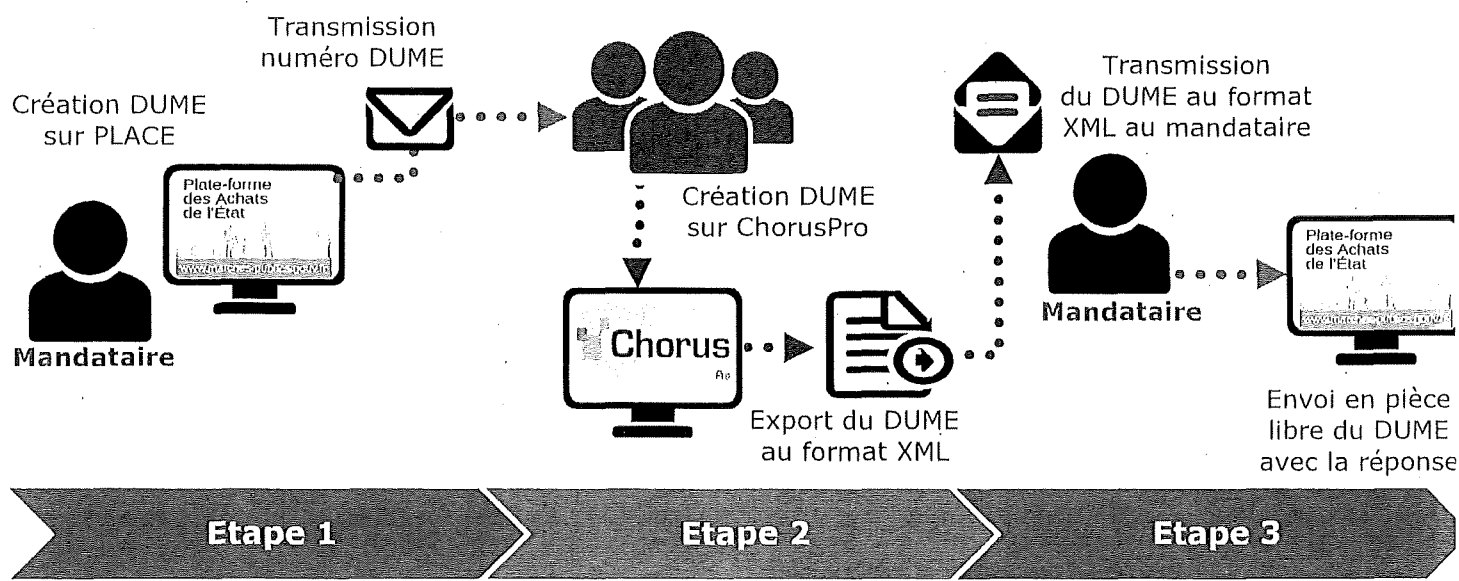 Transmission
numéro DUME
Création DUME
sur PLACE
Plate-forme
des Achats
de l'État
Mandataire
Création DUME
sur ChorusPro
Chorus
Export du DUME
au format XML
Transmission
du DUME au format
XML au mandataire
Mandataire
Plate-forme
des Achats
de l'État
Envoi en pièce
libre du DUME
avec la réponse
Etape 1
Etape 2
Etape 3